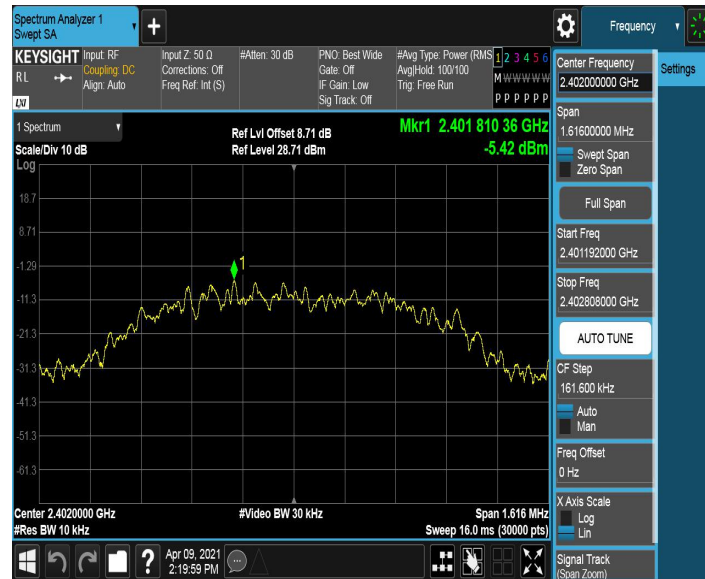 Spectrum Analyzer 1
Swept SA
+
Frequency
KEYSIGHT
RL
LXI
Input: RF
Coupling: DC
Align: Auto
Input Z: 50 Ω
Corrections: Off
Freq Ref: Int (S)
#Atten: 30 dB
PNO: Best Wide
Gate: Off
IF Gain: Low
Sig Track: Off
#Avg Type: Power (RMS
Avg|Hold: 100/100
Trig: Free Run
1 2 3 4 5 6
M W W W W W
P P P P P P
1 Spectrum
Scale/Div 10 dB
Log
Ref Lvl Offset 8.71 dB
Ref Level 28.71 dBm
Mkr1 2.401 810 36 GHz
-5.42 dBm
1
18.7
8.71
-1.29
-11.3
-21.3
-31.3
-41.3
-51.3
-61.3
Center 2.4020000 GHz
#Res BW 10 kHz
#Video BW 30 kHz
Span 1.616 MHz
Sweep 16.0 ms (30000 pts)
?
Apr 09, 2021
2:19:59 PM
Center Frequency
2.402000000 GHz
Span
1.61600000 MHz
Swept Span
Zero Span
Full Span
Start Freq
2.401192000 GHz
Stop Freq
2.402808000 GHz
AUTO TUNE
CF Step
161.600 kHz
Auto
Man
Freq Offset
0 Hz
X Axis Scale
Log
Lin
Signal Track
(Span Zoom)
Settings